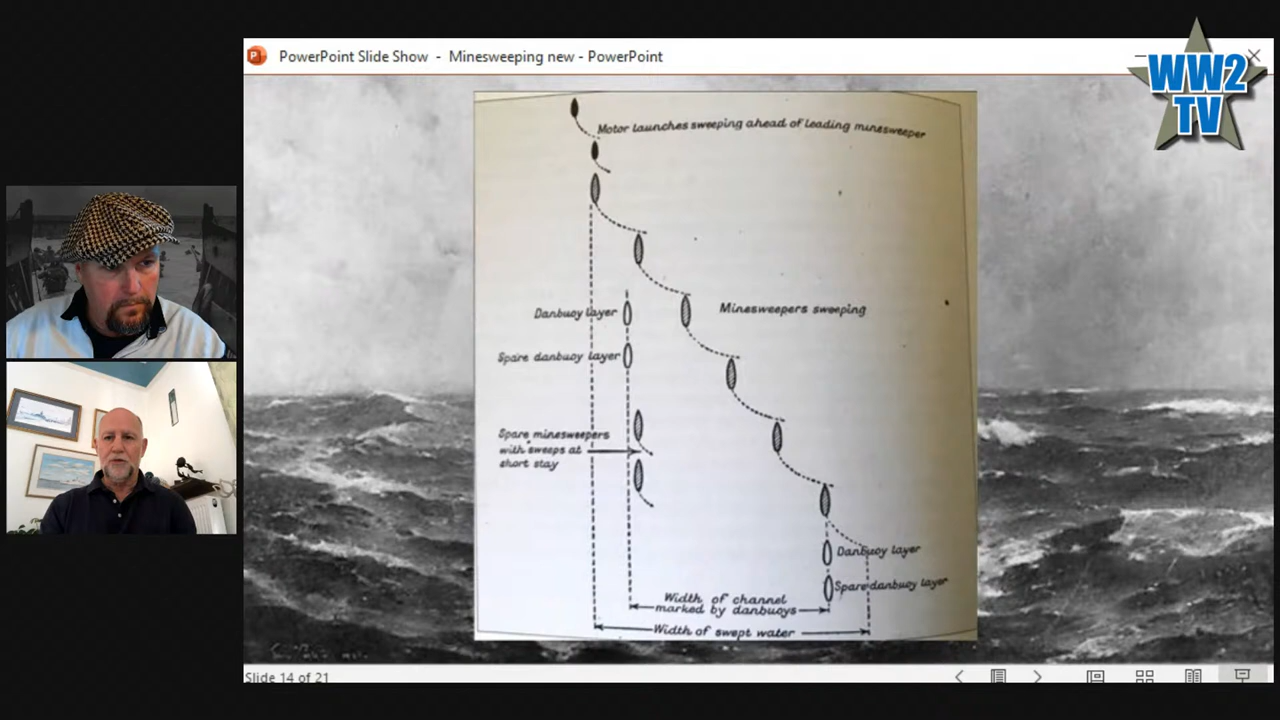 PowerPoint Slide Show - Minesweeping new - PowerPoint
WW2
TV
Motor launches sweeping ahead of leading minesweeper
Danbuoy layer
Minesweepers sweeping
Spare danbuoy layer
Spare minesweepers
with sweeps at
short stay
Danbuoy layer
Spare danbuoy layer
Width of channel
marked by danbuoys
Width of swept water
Slide 14 of 21